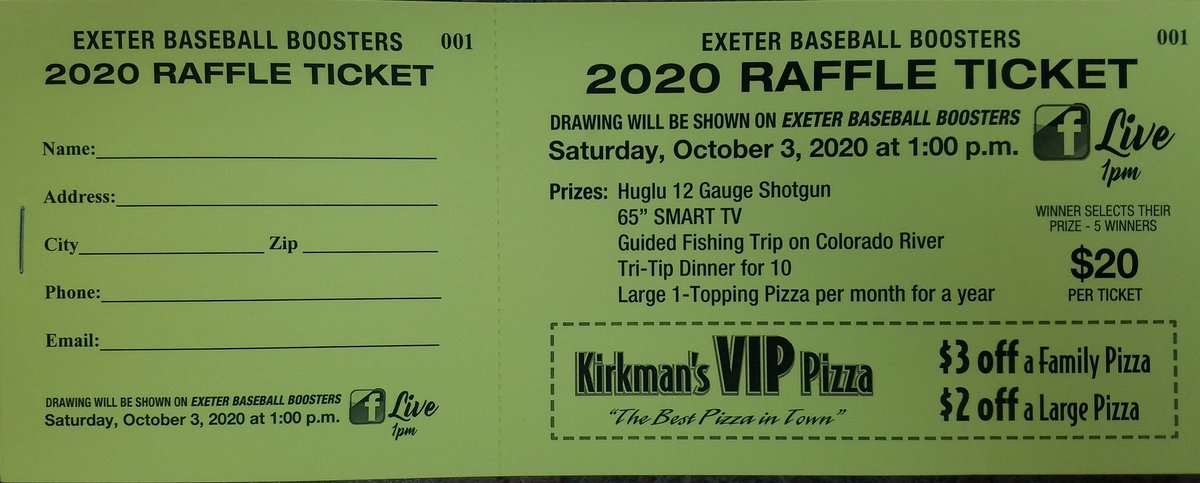 EXETER BASEBALL BOOSTERS 001
2020 RAFFLE TICKET
Name:
Address:
City Zip
Phone:
Email:
DRAWING WILL BE SHOWN ON EXETER BASEBALL BOOSTERS
Saturday, October 3, 2020 at 1:00 p.m.
f Live
1pm
EXETER BASEBALL BOOSTERS 001
2020 RAFFLE TICKET
DRAWING WILL BE SHOWN ON EXETER BASEBALL BOOSTERS
Saturday, October 3, 2020 at 1:00 p.m.
f Live
1pm
Prizes: Huglu 12 Gauge Shotgun
65” SMART TV
Guided Fishing Trip on Colorado River
Tri-Tip Dinner for 10
Large 1-Topping Pizza per month for a year
WINNER SELECTS THEIR
PRIZE - 5 WINNERS
$20
PER TICKET
Kirkman's VIP Pizza
“The Best Pizza in Town”
$3 off a Family Pizza
$2 off a Large Pizza